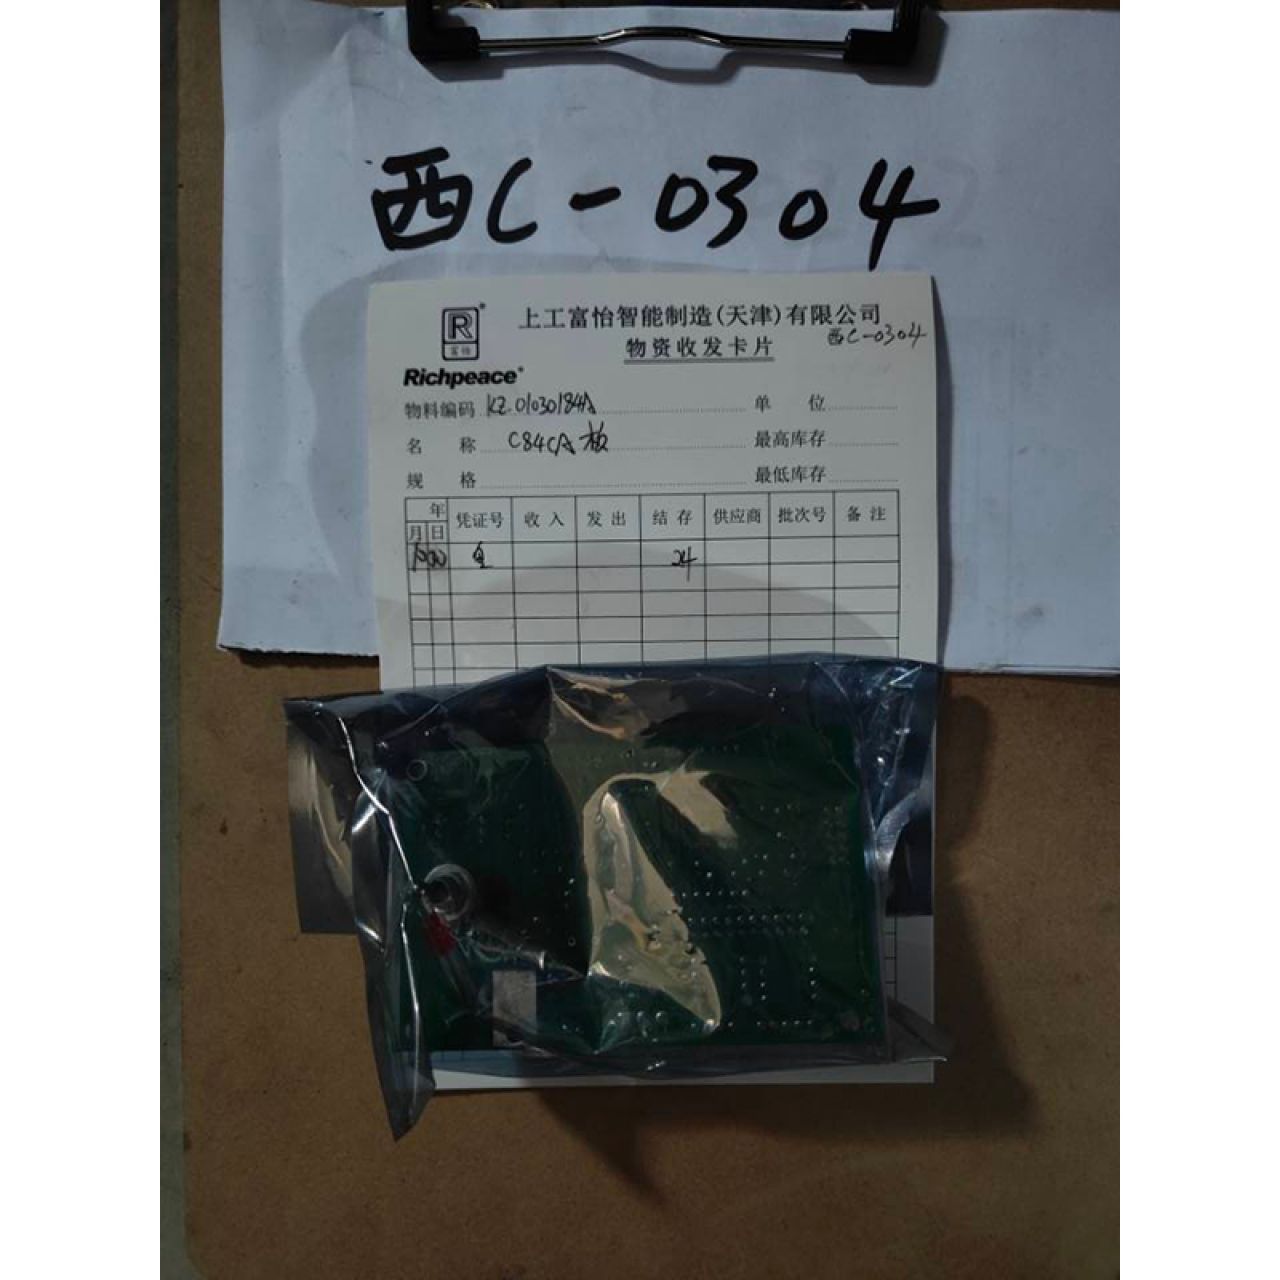 西C-0304
R
富怡
上工富怡智能制造(天津)有限公司
西C-0304
物资收发卡片
Richpeace
物料编码 KZ.01030184A 单 位
名 称 C84CA板 最高库存
规 格 最低库存
年 凭证号 收入 发出 结存 供应商 批次号 备注
月 日
24